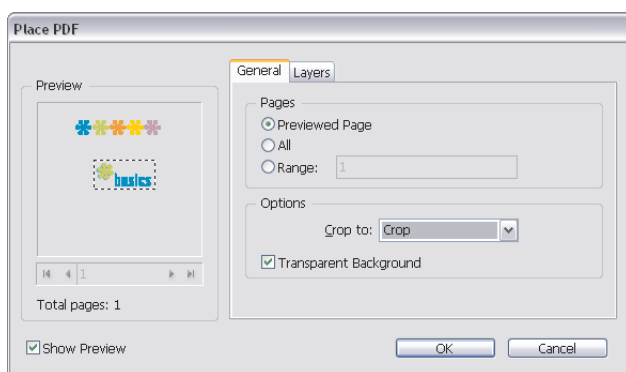 Place PDF
Preview
basics
1
Total pages: 1
Show Preview
General Layers
Pages
Previewed Page
All
Range: 1
Options
Crop to: Crop
Transparent Background
OK Cancel